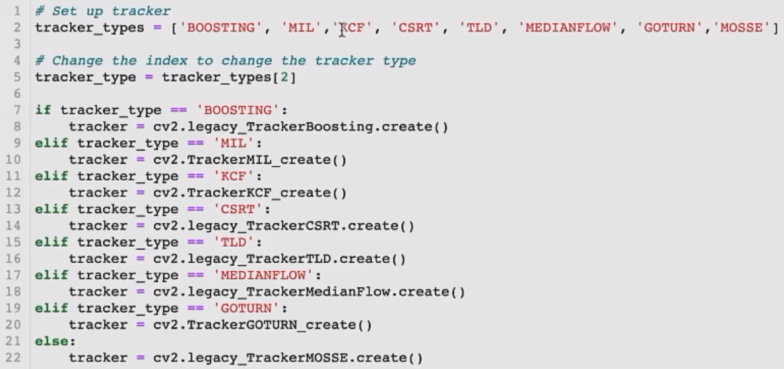 1 # Set up tracker
2 tracker_types = ['BOOSTING', 'MIL','KCF', 'CSRT', 'TLD', 'MEDIANFLOW', 'GOTURN','MOSSE']
3
4 # Change the index to change the tracker type
5 tracker_type = tracker_types[2]
6
7 if tracker_type == 'BOOSTING':
8     tracker = cv2.legacy_TrackerBoosting.create()
9 elif tracker_type == 'MIL':
10     tracker = cv2.TrackerMIL_create()
11 elif tracker_type == 'KCF':
12     tracker = cv2.TrackerKCF_create()
13 elif tracker_type == 'CSRT':
14     tracker = cv2.legacy_TrackerCSRT.create()
15 elif tracker_type == 'TLD':
16     tracker = cv2.legacy_TrackerTLD.create()
17 elif tracker_type == 'MEDIANFLOW':
18     tracker = cv2.legacy_TrackerMedianFlow.create()
19 elif tracker_type == 'GOTURN':
20     tracker = cv2.TrackerGOTURN_create()
21 else:
22     tracker = cv2.legacy_TrackerMOSSE.create()